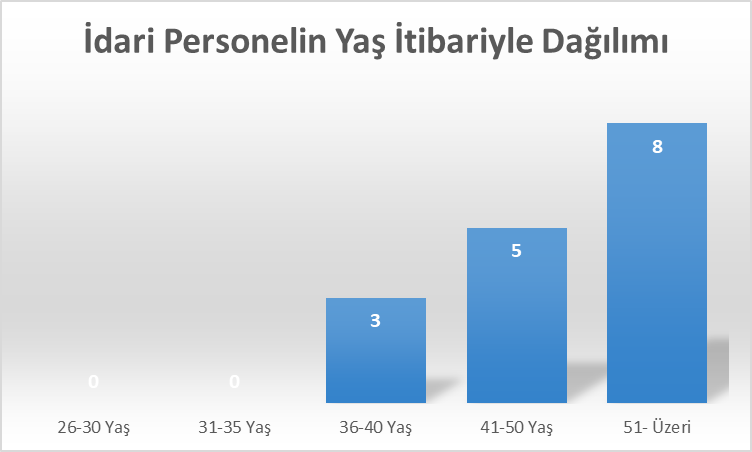 İdari Personelin Yaş İtibariyle Dağılımı
8
5
3
0 0
26-30 Yaş 31-35 Yaş 36-40 Yaş 41-50 Yaş 51- Üzeri